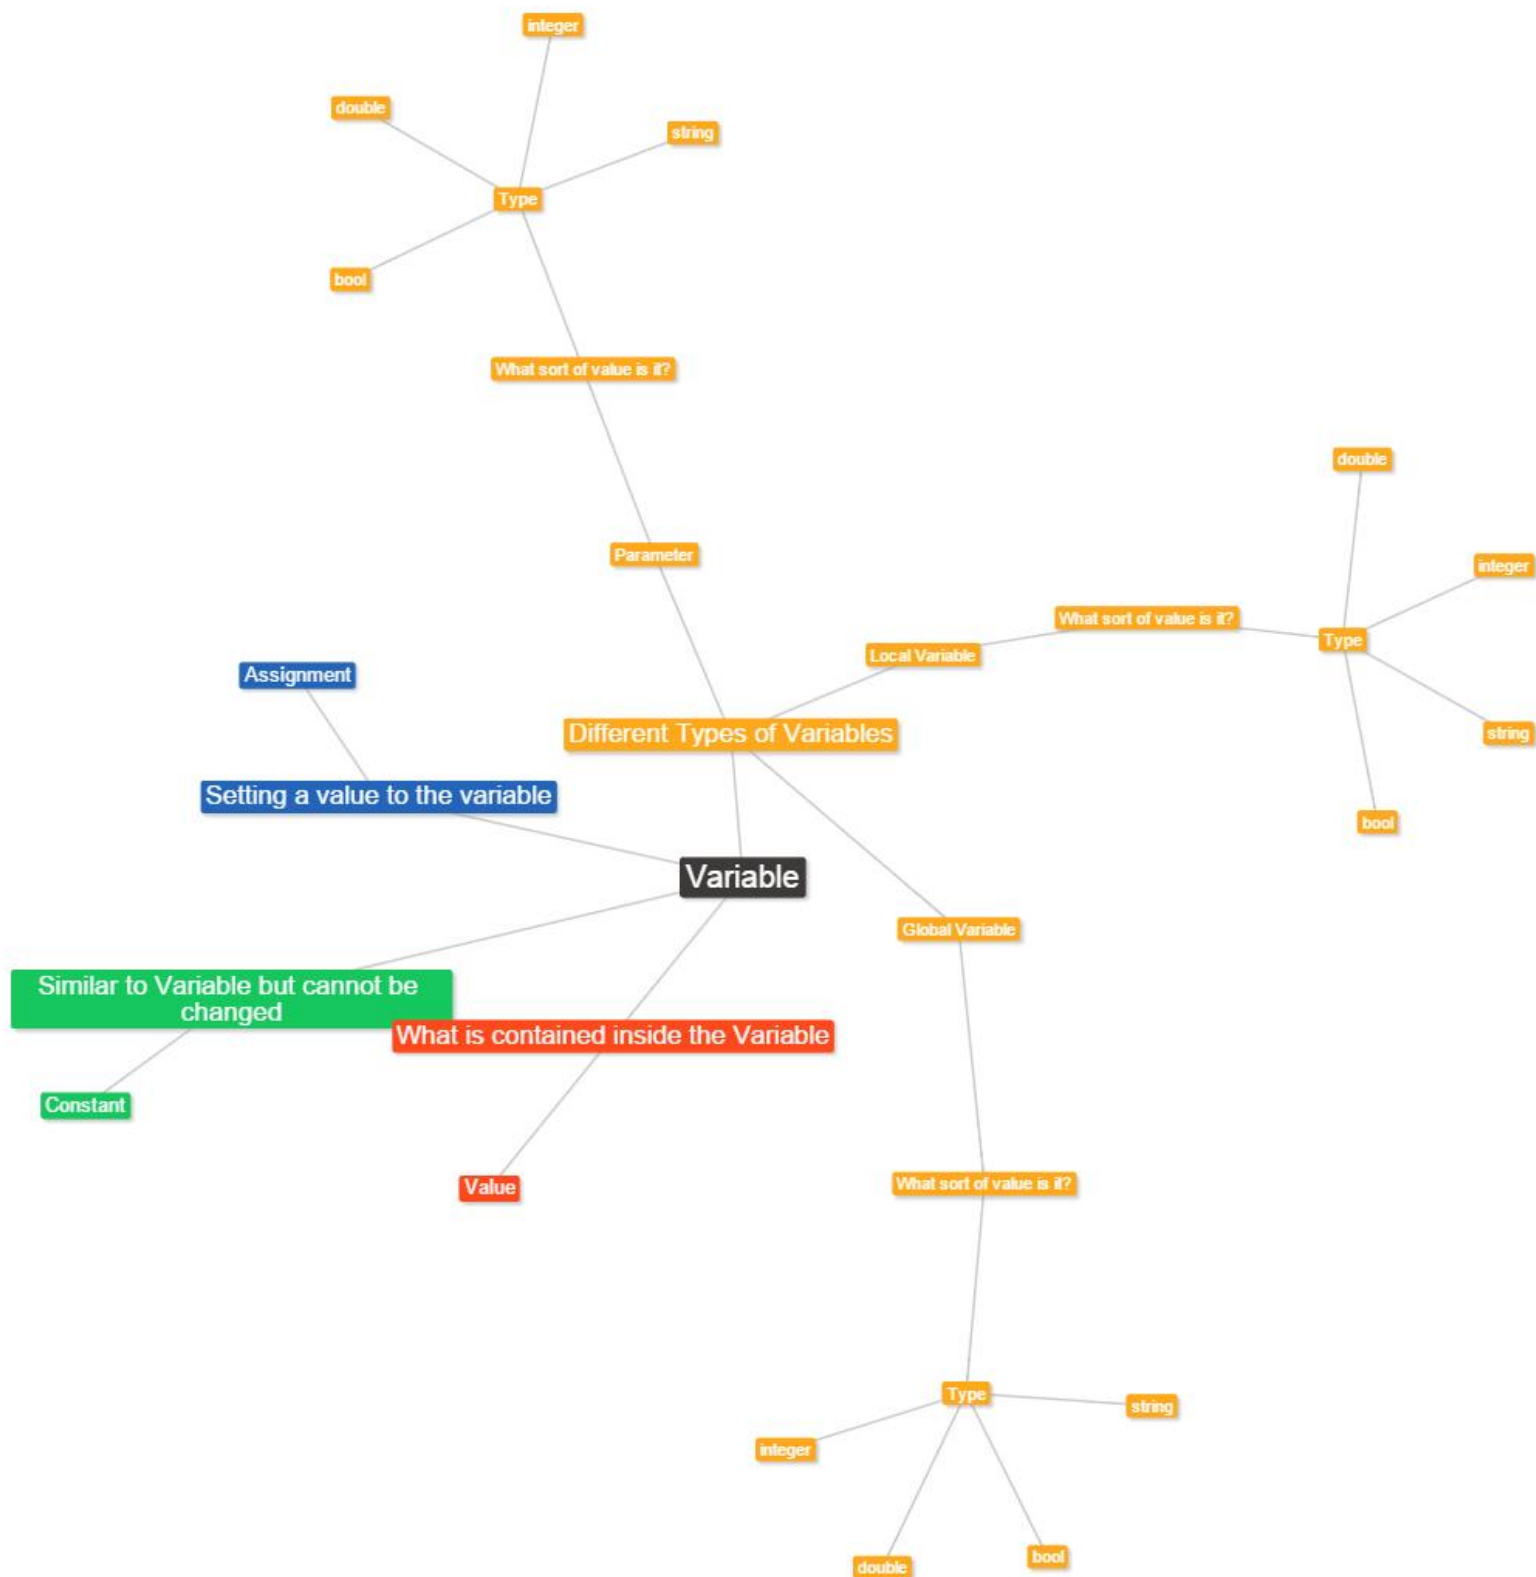 integer
double
string
Type
bool
What sort of value is it?
Parameter
double
integer
What sort of value is it?
Type
Local Variable
string
bool
Assignment
Different Types of Variables
Setting a value to the variable
Variable
Global Variable
Similar to Variable but cannot be
changed
What is contained inside the Variable
Constant
Value
What sort of value is it?
Type
string
integer
double
bool